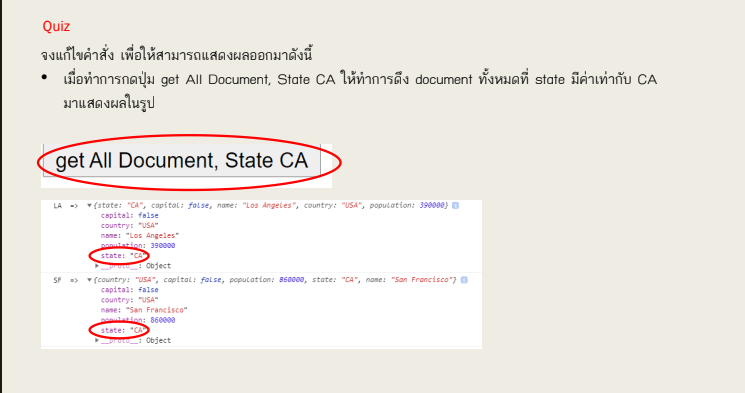 Quiz
จงแก้ไขคำสั่ง เพื่อให้สามารถแสดงผลออกมาดังนี้
• เมื่อทำการกดปุ่ม get All Document, State CA ให้ทำการดึง document ทั้งหมดที่ state มีค่าเท่ากับ CA
มาแสดงผลในรูป
get All Document, State CA
LA => ▼{state: "CA", capital: false, name: "Los Angeles", country: "USA", population: 390000} i
capital: false
country: "USA"
name: "Los Angeles"
population: 390000
state: "CA"
▶ __proto__: Object
SF => ▼{country: "USA", capital: false, population: 860000, state: "CA", name: "San Francisco"} i
capital: false
country: "USA"
name: "San Francisco"
population: 860000
state: "CA"
▶ __proto__: Object